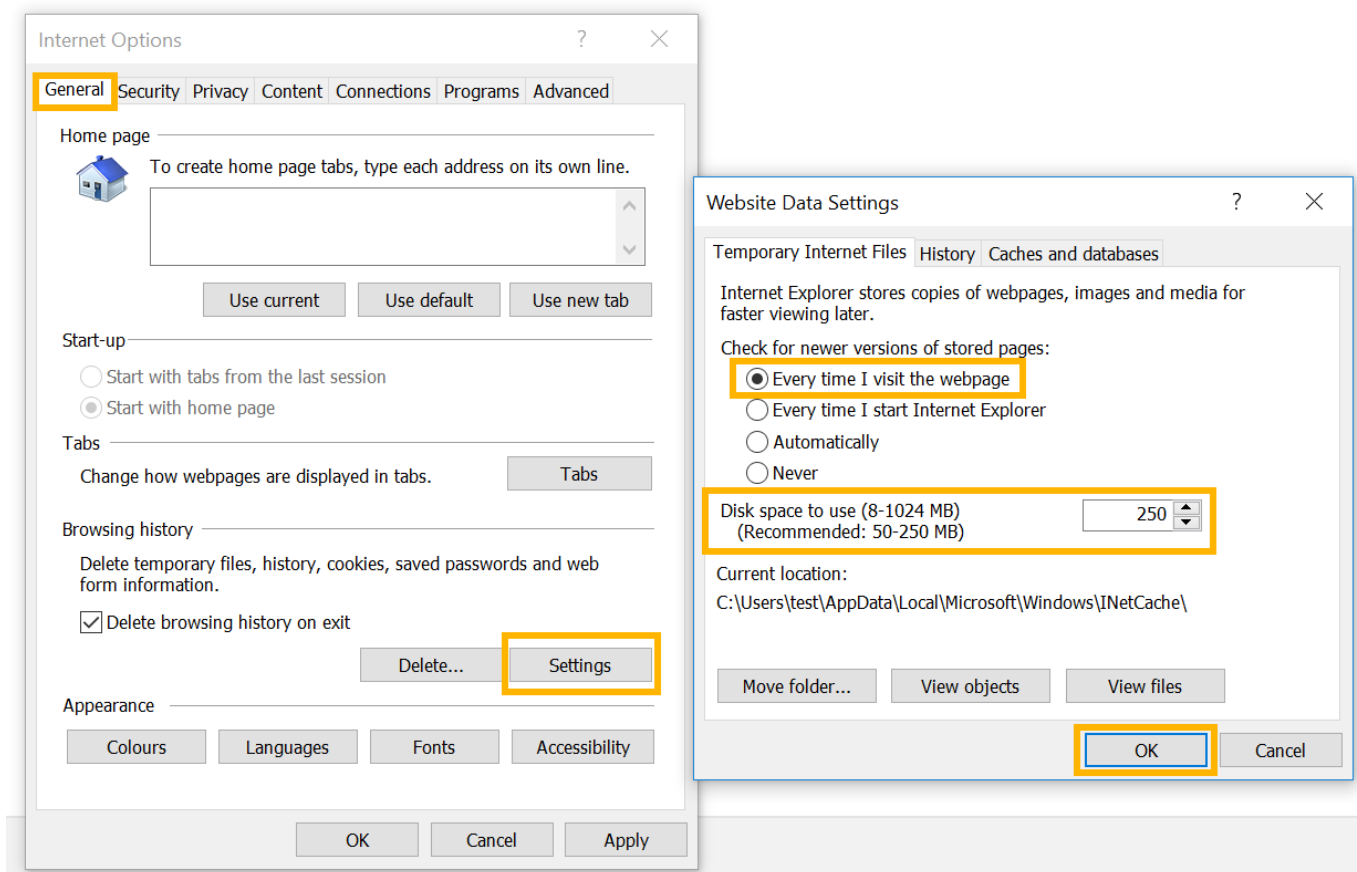 Internet Options
?
General Security Privacy Content Connections Programs Advanced
Home page
To create home page tabs, type each address on its own line.
Use current Use default Use new tab
Start-up
Start with tabs from the last session
Start with home page
Tabs
Change how webpages are displayed in tabs.
Tabs
Browsing history
Delete temporary files, history, cookies, saved passwords and web
form information.
Delete browsing history on exit
Delete... Settings
Appearance
Colours Languages Fonts Accessibility
OK Cancel Apply
Website Data Settings
?
Temporary Internet Files History Caches and databases
Internet Explorer stores copies of webpages, images and media for
faster viewing later.
Check for newer versions of stored pages:
Every time I visit the webpage
Every time I start Internet Explorer
Automatically
Never
Disk space to use (8-1024 MB)
(Recommended: 50-250 MB)
250
Current location:
C:\Users\test\AppData\Local\Microsoft\Windows\INetCache\
Move folder... View objects View files
OK Cancel